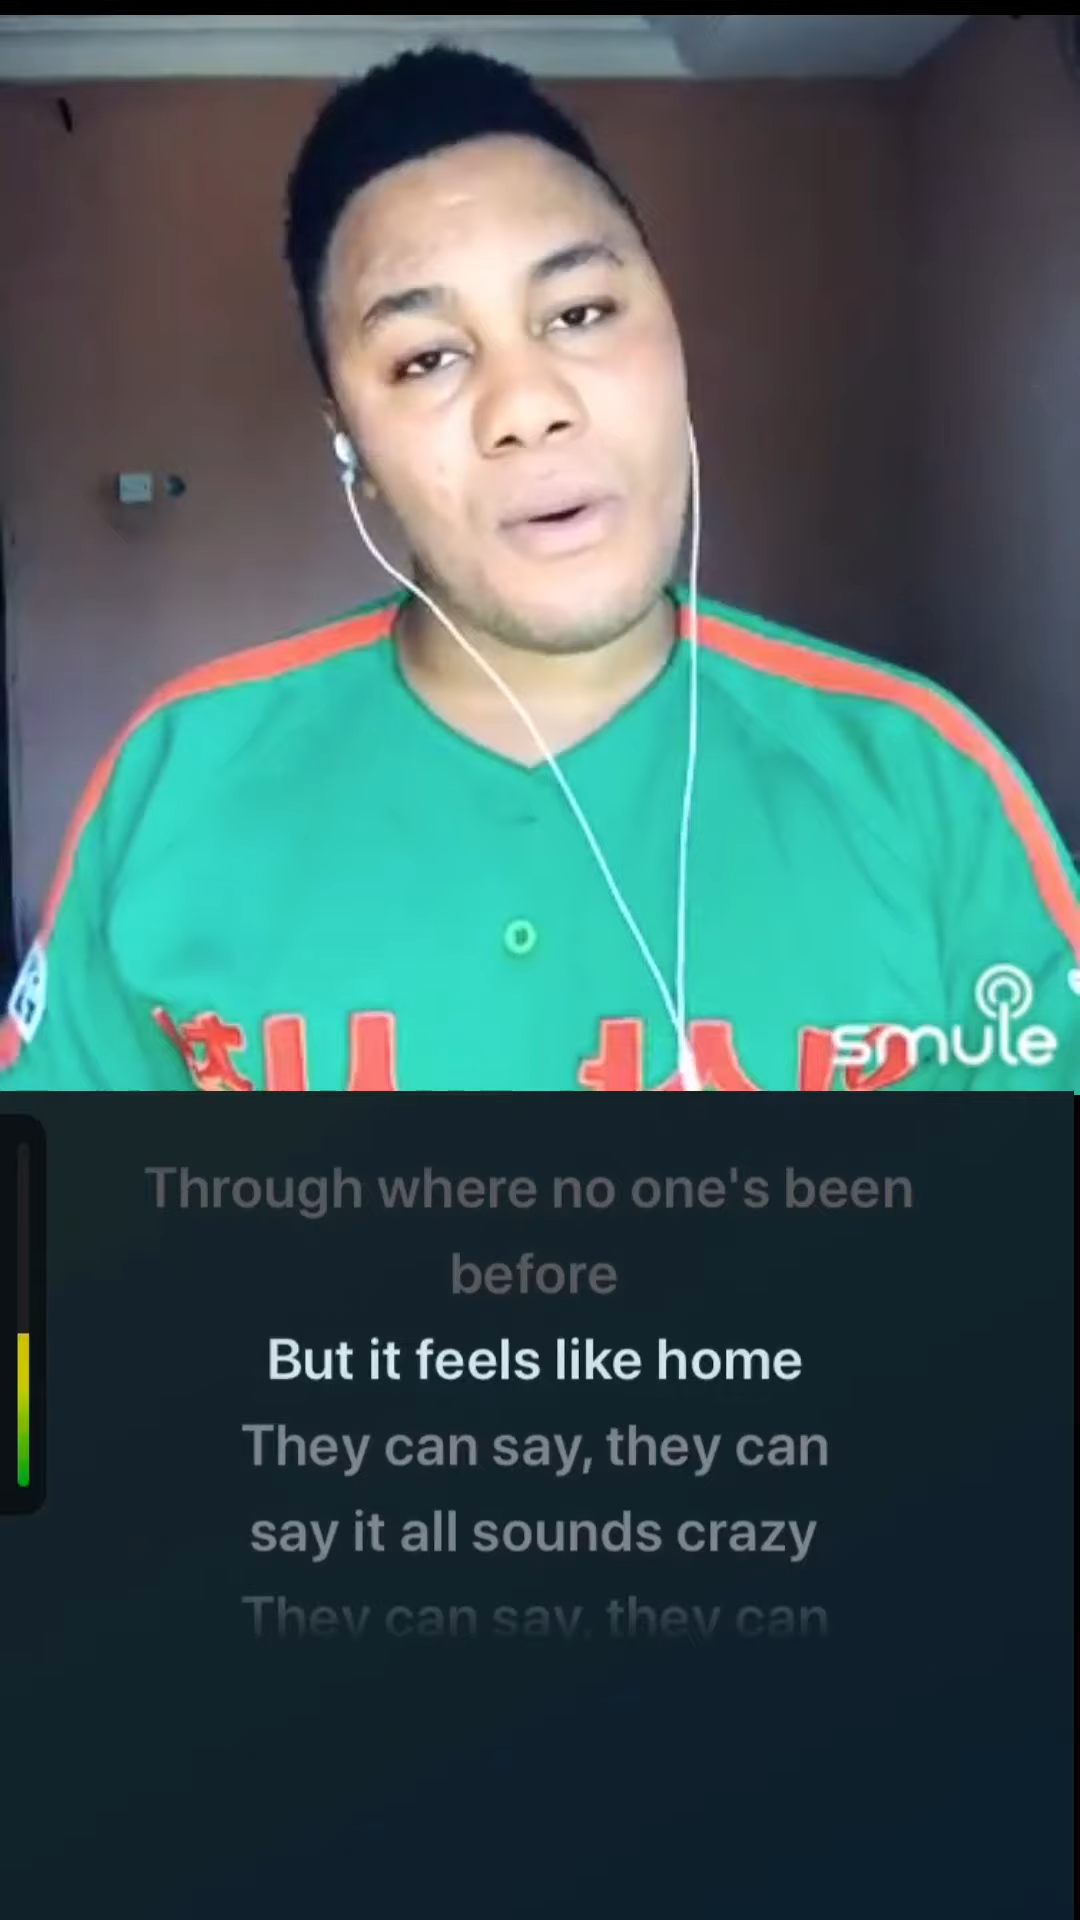 smule
Through where no one's been
before
But it feels like home
They can say, they can
say it all sounds crazy
They can say, they can